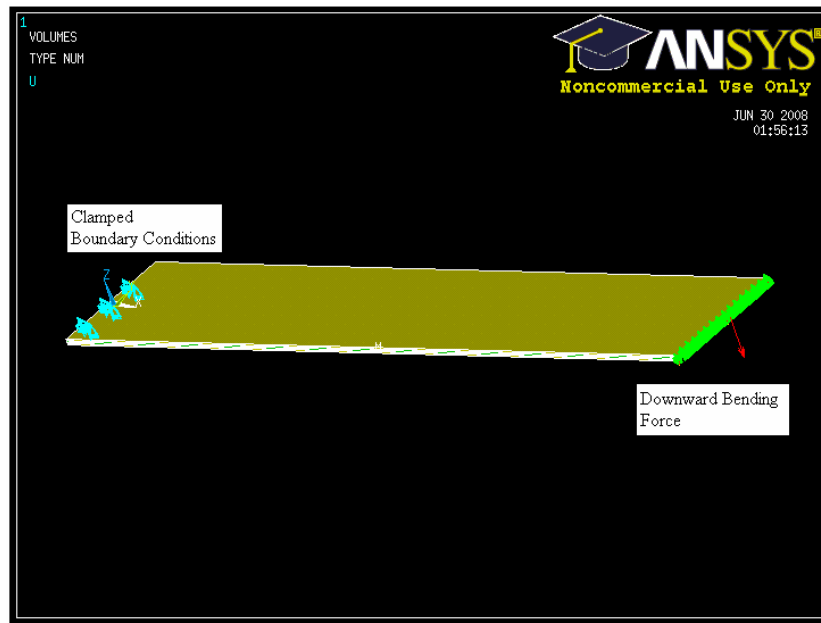 1
VOLUMES
TYPE NUM
U
ANSYS
Noncommercial Use Only
JUN 30 2008
01:56:13
Clamped
Boundary Conditions
Z
Downward Bending
Force